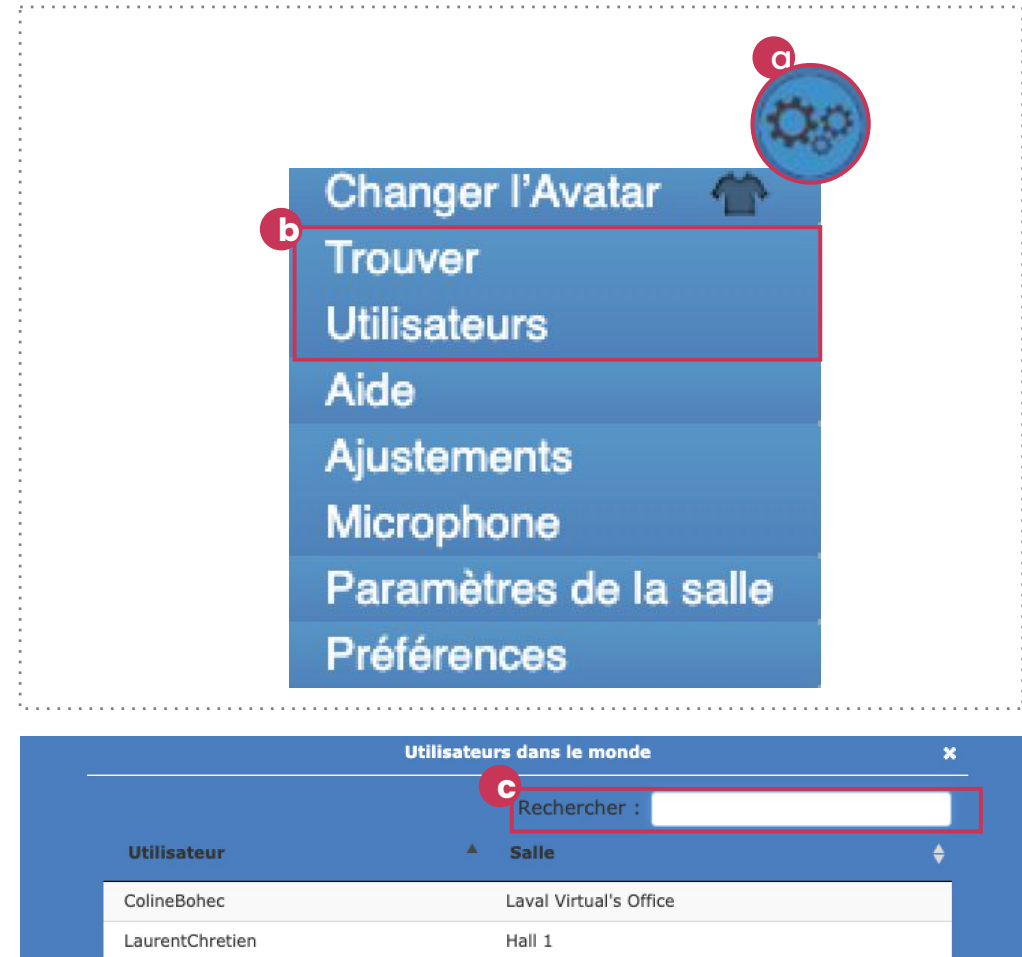 a
Changer l'Avatar
b
Trouver
Utilisateurs
Aide
Ajustements
Microphone
Paramètres de la salle
Préférences
Utilisateurs dans le monde
c
Rechercher :
Utilisateur Salle
ColineBohec Laval Virtual's Office
LaurentChretien Hall 1